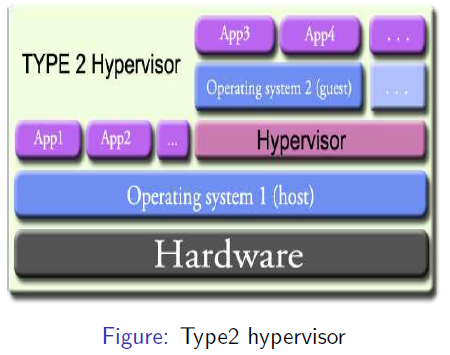 App3 App4 ...
TYPE 2 Hypervisor
Operating system 2 (guest) ...
App1 App2 ... Hypervisor
Operating system 1 (host)
Hardware
Figure: Type2 hypervisor